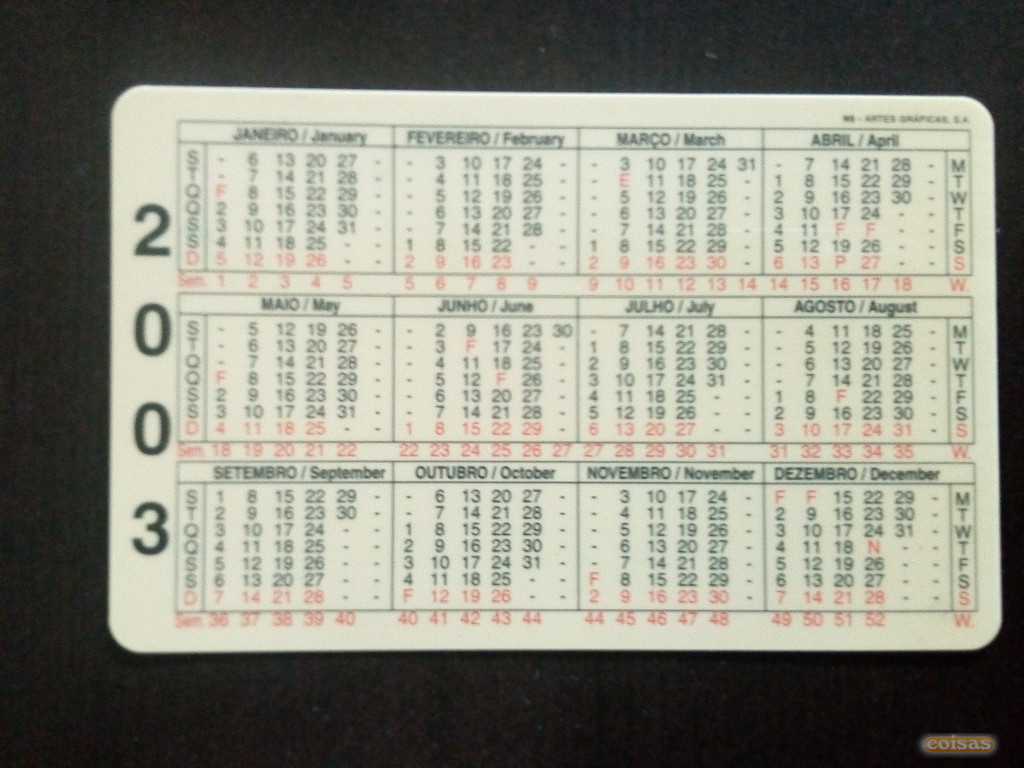 NS - ARTES GRÁFICAS, S.A.
2003
JANEIRO / January FEVEREIRO / February MARÇO / March ABRIL / April
S - 6 13 20 27 - - 3 10 17 24 - - 3 10 17 24 31 - 7 14 21 28 - M
T - 7 14 21 28 - - 4 11 18 25 - - E 11 18 25 - 1 8 15 22 29 - T
Q F 8 15 22 29 - - 5 12 19 26 - - 5 12 19 26 - 2 9 16 23 30 - W
Q 2 9 16 23 30 - - 6 13 20 27 - - 6 13 20 27 - 3 10 17 24 - - T
S 3 10 17 24 31 - - 7 14 21 28 - - 7 14 21 28 - 4 11 F F - - F
S 4 11 18 25 - - 1 8 15 22 - - 1 8 15 22 29 - 5 12 19 26 - - S
D 5 12 19 26 - - 2 9 16 23 - - 2 9 16 23 30 - 6 13 P 27 - - S
Sem. 1 2 3 4 5 5 6 7 8 9 9 10 11 12 13 14 14 15 16 17 18 W.
MAIO / May JUNHO / June JULHO / July AGOSTO / August
S - 5 12 19 26 - - 2 9 16 23 30 - 7 14 21 28 - - 4 11 18 25 - M
T - 6 13 20 27 - - 3 F 17 24 - 1 8 15 22 29 - - 5 12 19 26 - T
Q - 7 14 21 28 - - 4 11 18 25 - 2 9 16 23 30 - - 6 13 20 27 - W
Q F 8 15 22 29 - - 5 12 F 26 - 3 10 17 24 31 - - 7 14 21 28 - T
S 2 9 16 23 30 - - 6 13 20 27 - 4 11 18 25 - - 1 8 F 22 29 - F
S 3 10 17 24 31 - - 7 14 21 28 - 5 12 19 26 - - 2 9 16 23 30 - S
D 4 11 18 25 - - 1 8 15 22 29 - 6 13 20 27 - - 3 10 17 24 31 - S
Sem. 18 19 20 21 22 22 23 24 25 26 27 27 28 29 30 31 31 32 33 34 35 W.
SETEMBRO / September OUTUBRO / October NOVEMBRO / November DEZEMBRO / December
S 1 8 15 22 29 - - 6 13 20 27 - - 3 10 17 24 - F F 15 22 29 - M
T 2 9 16 23 30 - - 7 14 21 28 - - 4 11 18 25 - 2 9 16 23 30 - T
Q 3 10 17 24 - - 1 8 15 22 29 - - 5 12 19 26 - 3 10 17 24 31 - W
Q 4 11 18 25 - - 2 9 16 23 30 - - 6 13 20 27 - 4 11 18 N - - T
S 5 12 19 26 - - 3 10 17 24 31 - - 7 14 21 28 - 5 12 19 26 - - F
S 6 13 20 27 - - 4 11 18 25 - - F 8 15 22 29 - 6 13 20 27 - - S
D 7 14 21 28 - - F 12 19 26 - - 2 9 16 23 30 - 7 14 21 28 - - S
Sem. 36 37 38 39 40 40 41 42 43 44 44 45 46 47 48 49 50 51 52 W.
coisas